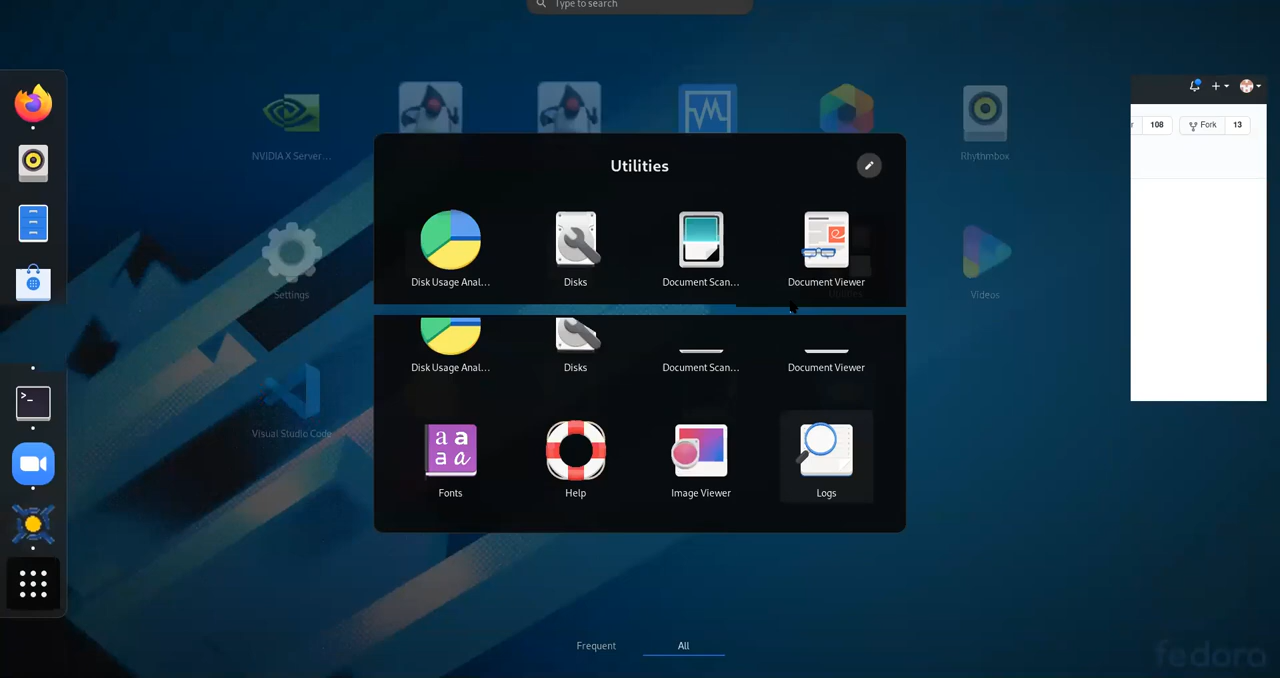 Type to search
108 Fork 13
NVIDIA X Server...
Rhythmbox
Utilities
Disk Usage Anal...
Disks
Document Scan...
Document Viewer
Settings
Utilities
Videos
Disk Usage Anal...
Disks
Document Scan...
Document Viewer
Visual Studio Code
Fonts
Help
Image Viewer
Logs
Frequent
All
fedora